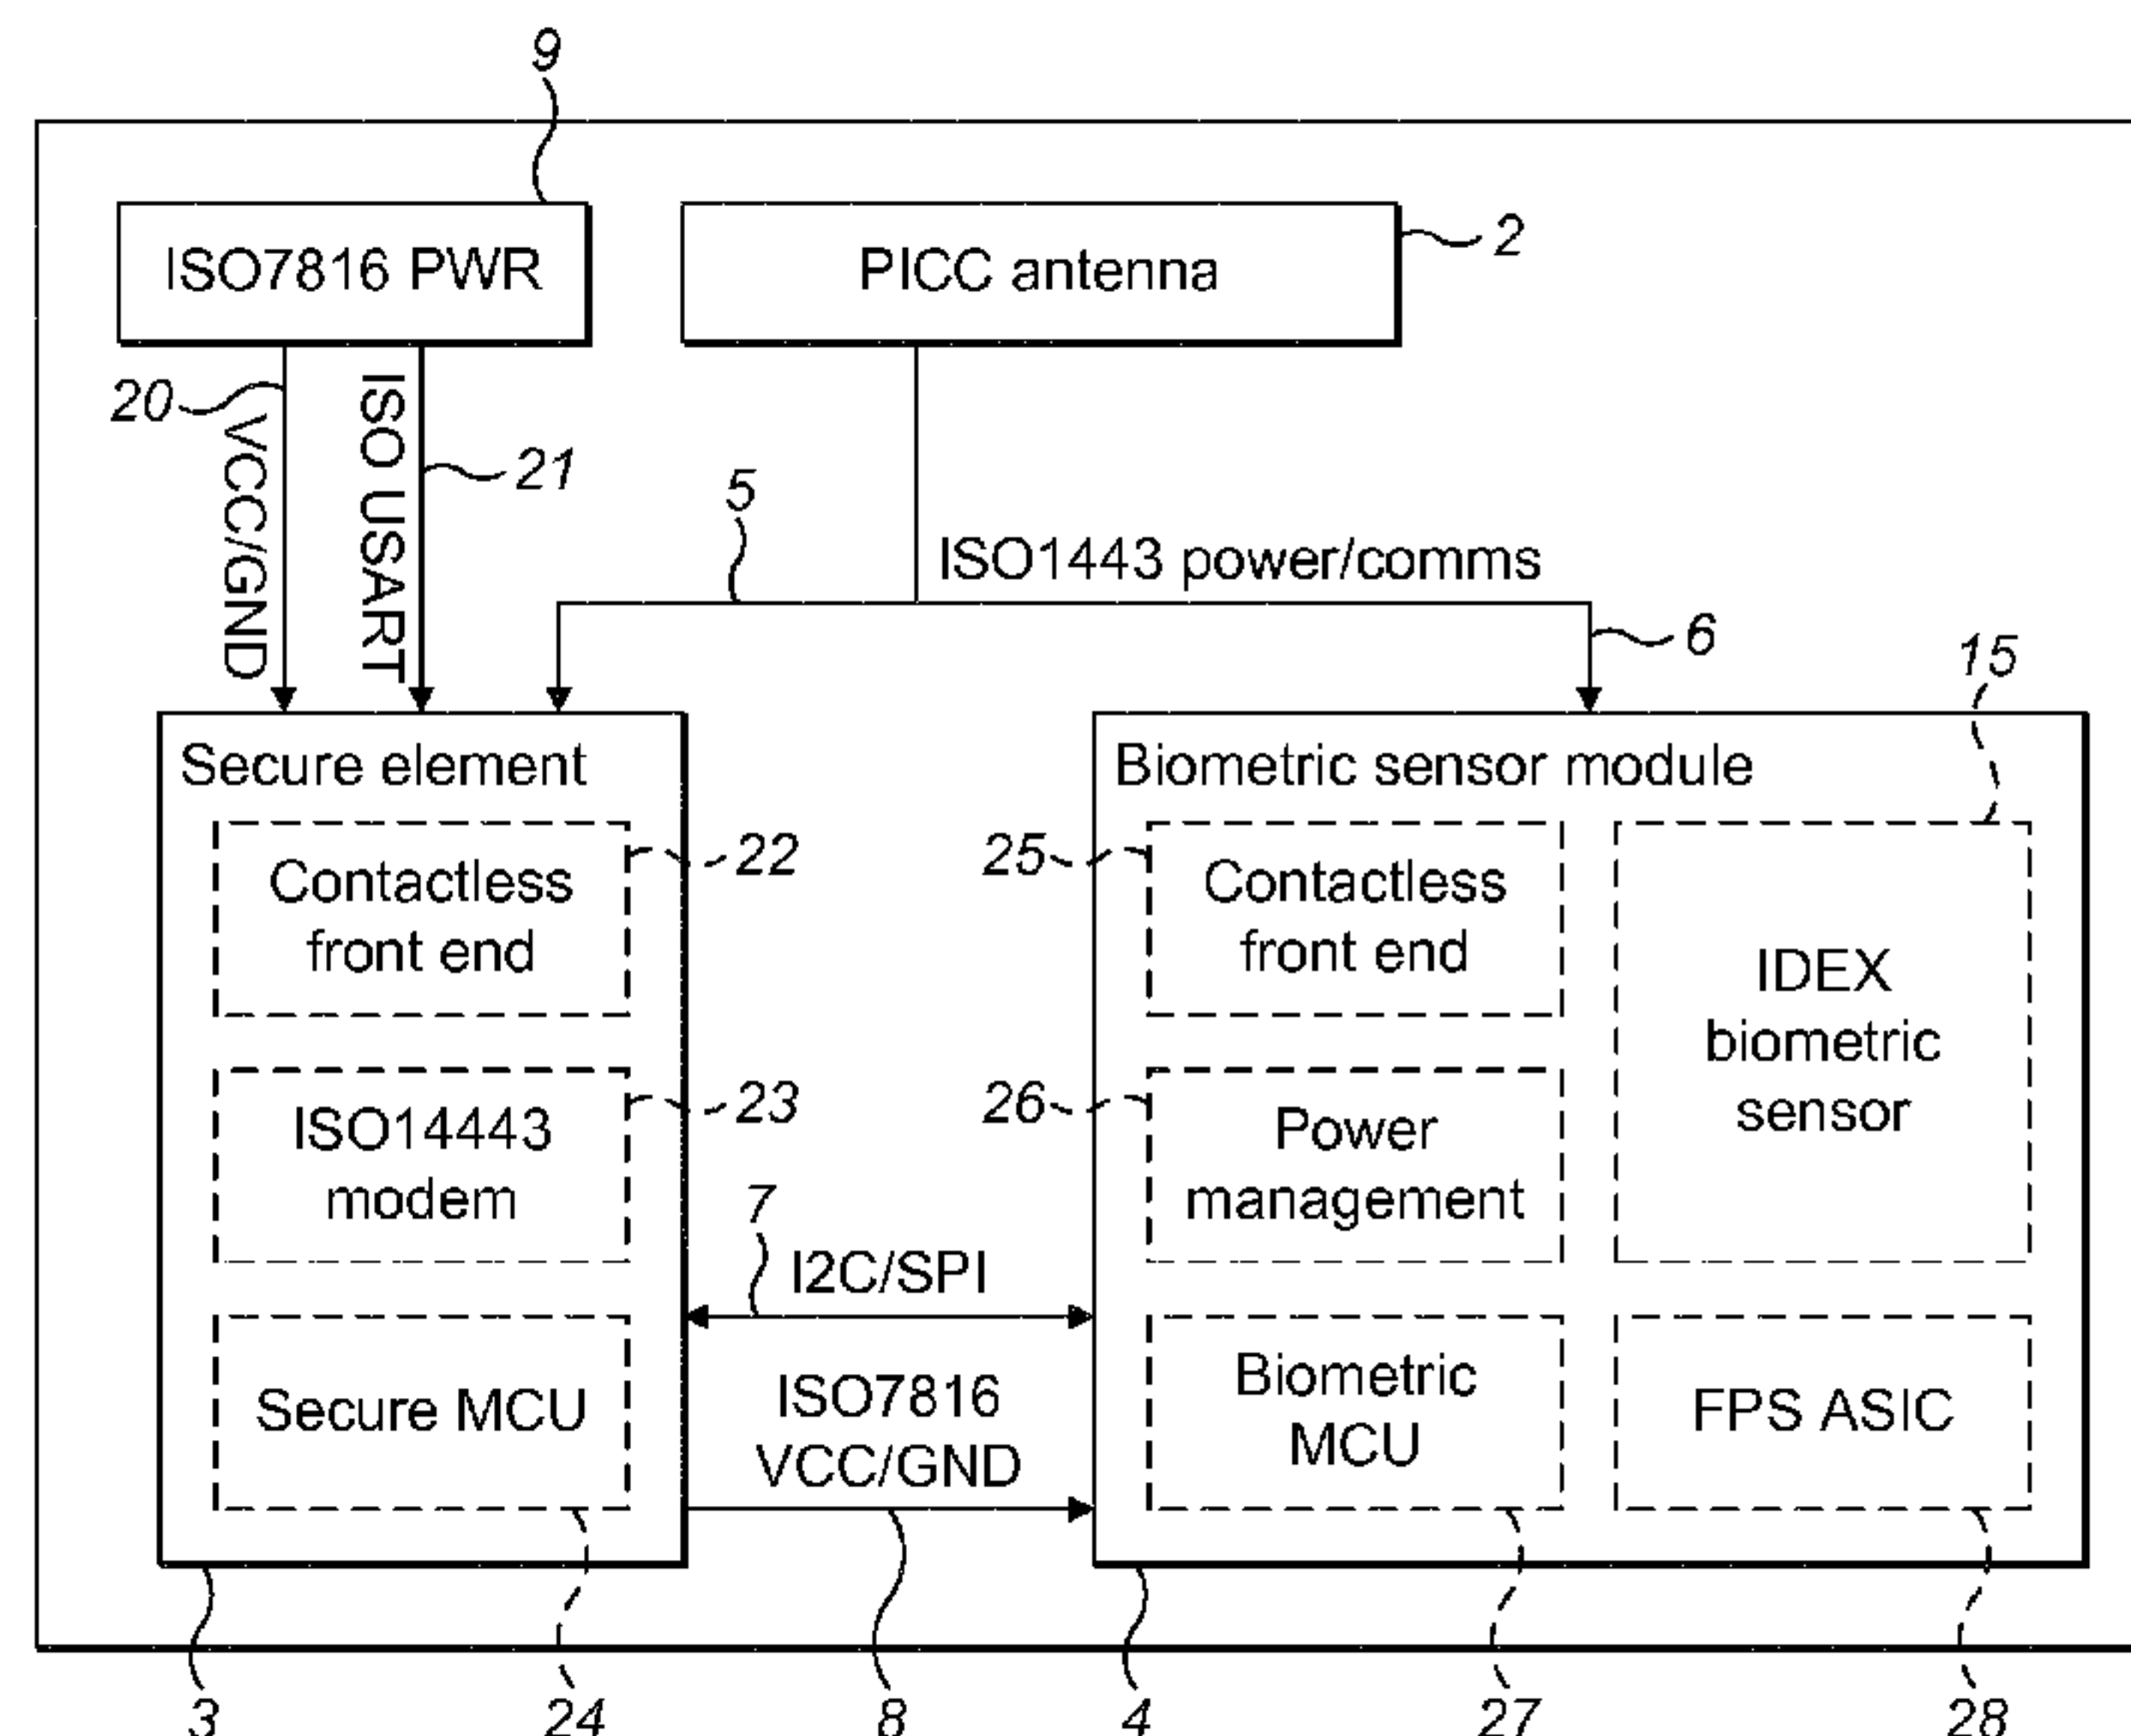 9
ISO7816 PWR
PICC antenna
2
20
VCC/GND
ISO USART
21
5
ISO1443 power/comms
6
15
Secure element
Biometric sensor module
Contactless
front end
22
25
Contactless
front end
IDEX
biometric
sensor
ISO14443
modem
23
26
Power
management
7
I2C/SPI
Secure MCU
ISO7816
VCC/GND
Biometric
MCU
FPS ASIC
3
24
8
4
27
28